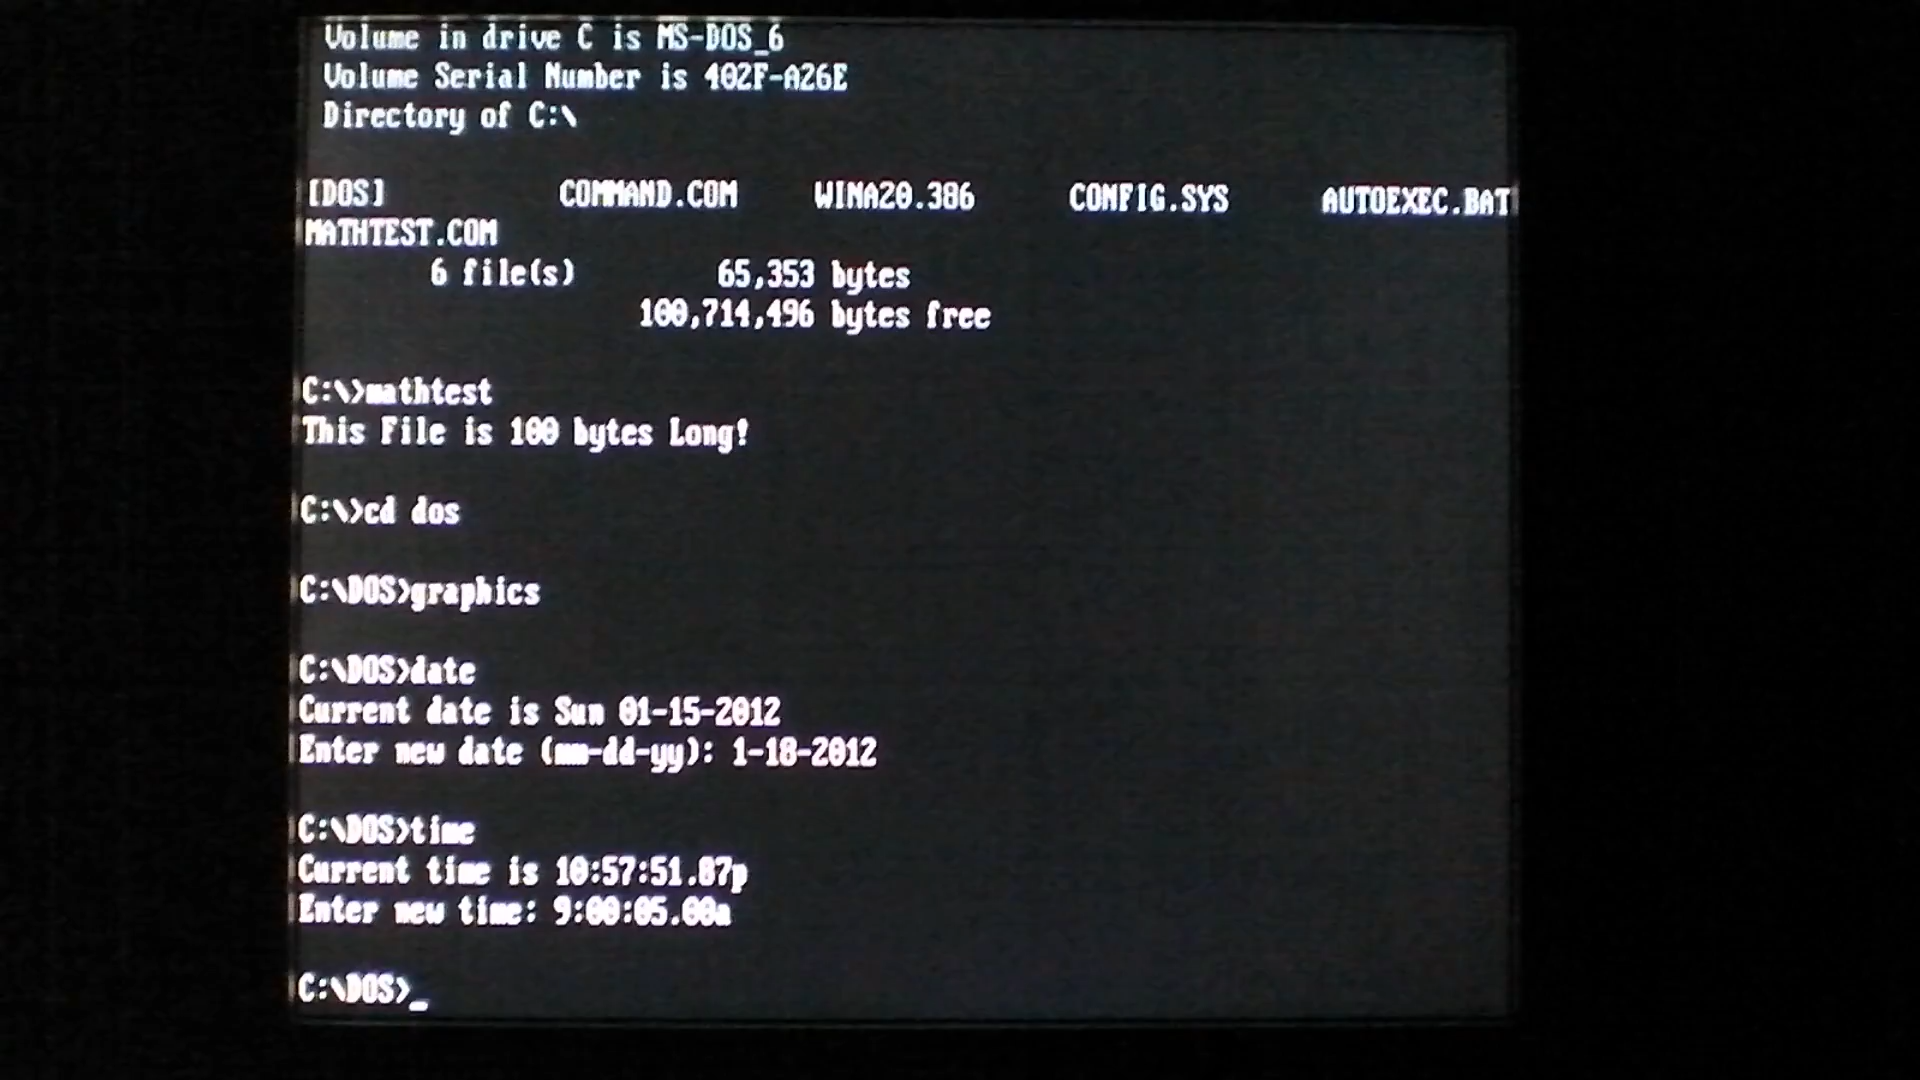 Volume in drive C is MS-DOS_6
Volume Serial Number is 402F-A26E
Directory of C:\
[DOS] COMMAND.COM WINA20.386 CONFIG.SYS AUTOEXEC.BAT
MATHTEST.COM
6 file(s) 65,353 bytes
100,714,496 bytes free
C:\>mathtest
This File is 100 bytes Long!
C:\>cd dos
C:\DOS>graphics
C:\DOS>date
Current date is Sun 01-15-2012
Enter new date (mm-dd-yy): 1-18-2012
C:\DOS>time
Current time is 10:57:51.87p
Enter new time: 9:00:05.00a
C:\DOS>_